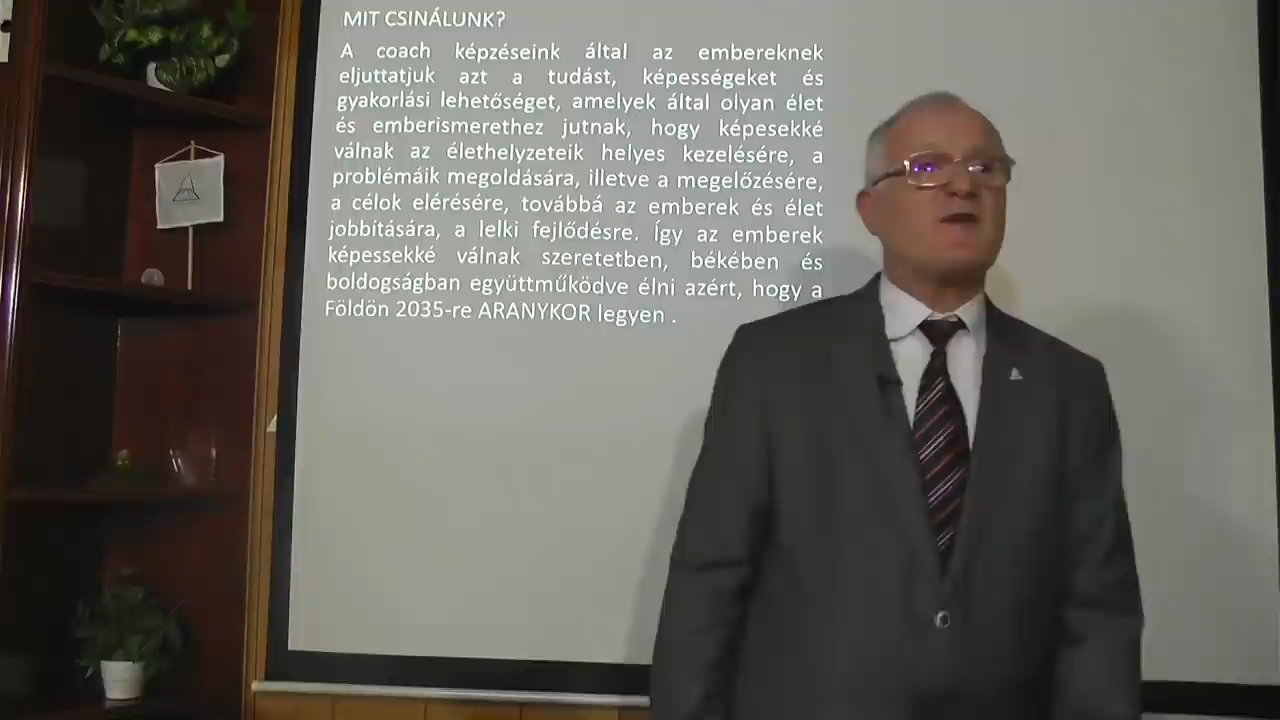 MIT CSINÁLUNK?
A coach képzéseink által az embereknek
eljuttatjuk azt a tudást, képességeket és
gyakorlási lehetőséget, amelyek által olyan élet
és emberismerethez jutnak, hogy képesekké
válnak az élethelyzeteik helyes kezelésére, a
problémáik megoldására, illetve a megelőzésére,
a célok elérésére, továbbá az emberek és élet
jobbítására, a lelki fejlődésre. Így az emberek
képessekké válnak szeretetben, békében és
boldogságban együttműködve élni azért, hogy a
Földön 2035-re ARANYKOR legyen .